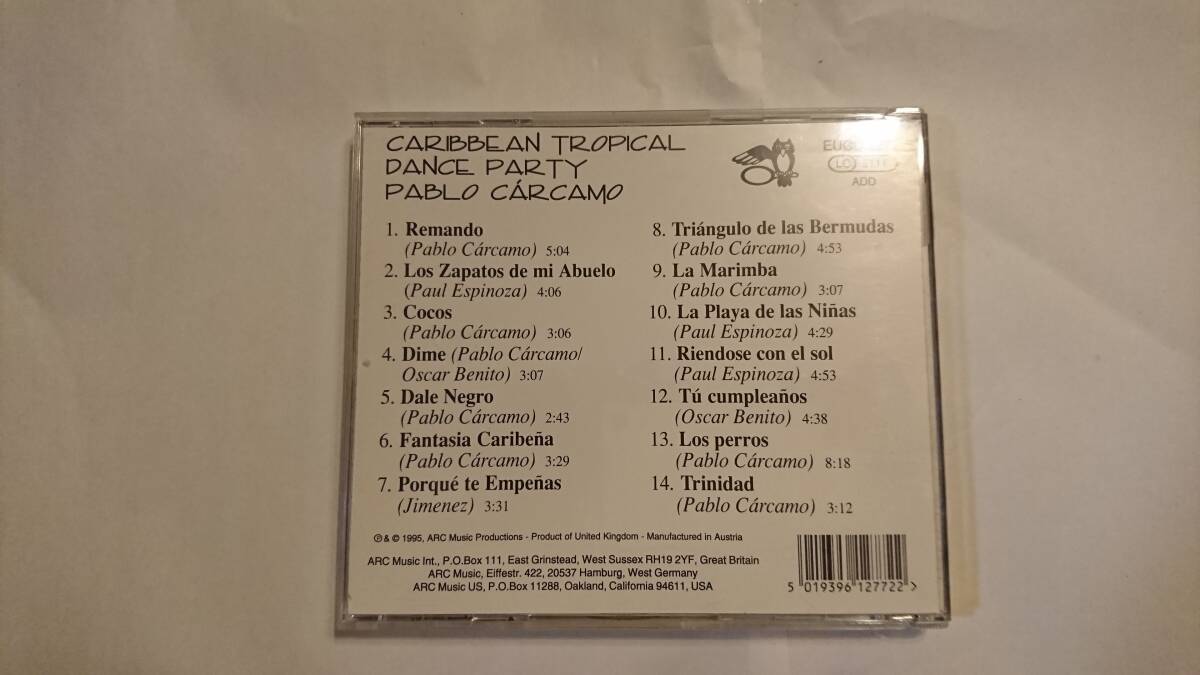 CARIBBEAN TROPICAL
DANCE PARTY
PABLO CÁRCAMO
LC
ADD
1. Remando
(Pablo Cárcamo) 5:04
2. Los Zapatos de mi Abuelo
(Paul Espinoza) 4:06
3. Cocos
(Pablo Cárcamo) 3:06
4. Dime (Pablo Cárcamo/
Oscar Benito) 3:07
5. Dale Negro
(Pablo Cárcamo) 2:43
6. Fantasia Caribeña
(Pablo Cárcamo) 3:29
7. Porqué te Empeñas
(Jimenez) 3:31
8. Triángulo de las Bermudas
(Pablo Cárcamo) 4:53
9. La Marimba
(Pablo Cárcamo) 3:07
10. La Playa de las Niñas
(Paul Espinoza) 4:29
11. Riendose con el sol
(Paul Espinoza) 4:53
12. Tú cumpleaños
(Oscar Benito) 4:38
13. Los perros
(Pablo Cárcamo) 8:18
14. Trinidad
(Pablo Cárcamo) 3:12
℗ & © 1995, ARC Music Productions - Product of United Kingdom - Manufactured in Austria
ARC Music Int., P.O.Box 111, East Grinstead, West Sussex RH19 2YF, Great Britain
ARC Music, Eiffestr. 422, 20537 Hamburg, West Germany
ARC Music US, P.O.Box 11288, Oakland, California 94611, USA
5 019396 127722 >